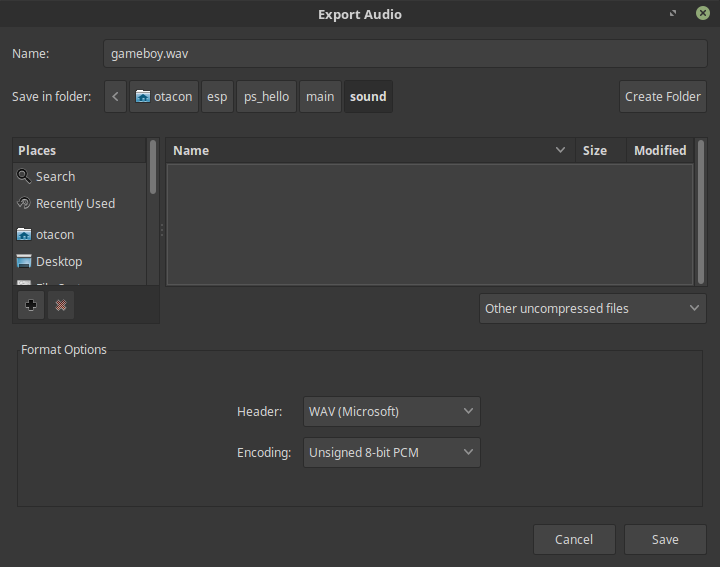 Export Audio
Name: gameboy.wav
Save in folder: otacon esp ps_hello main sound Create Folder
Places Name Size Modified
Search
Recently Used
otacon
Desktop
Other uncompressed files
Format Options
Header: WAV (Microsoft)
Encoding: Unsigned 8-bit PCM
Cancel Save